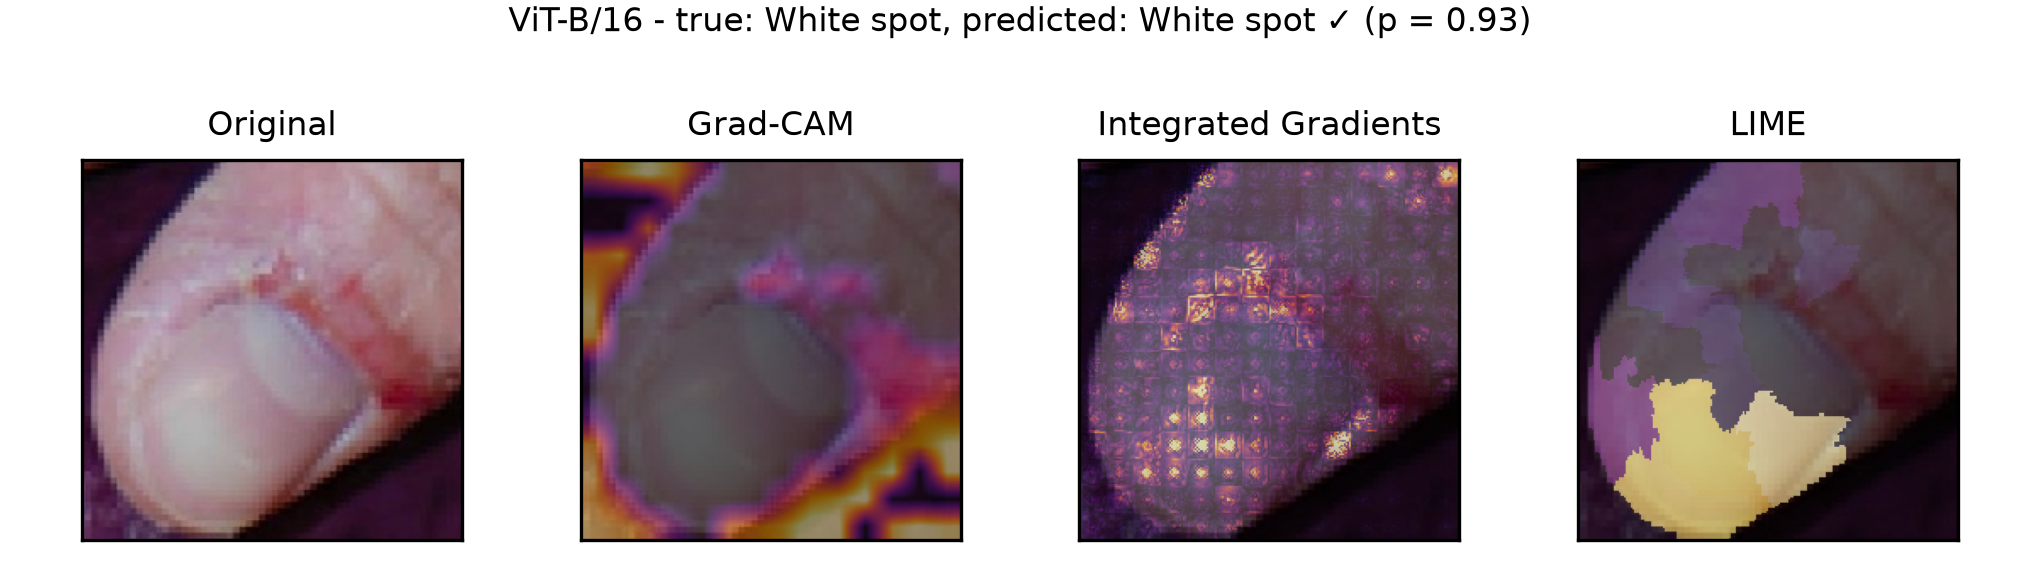 ViT-B/16 - true: White spot, predicted: White spot ✓ (p = 0.93)
Original
Grad-CAM
Integrated Gradients
LIME